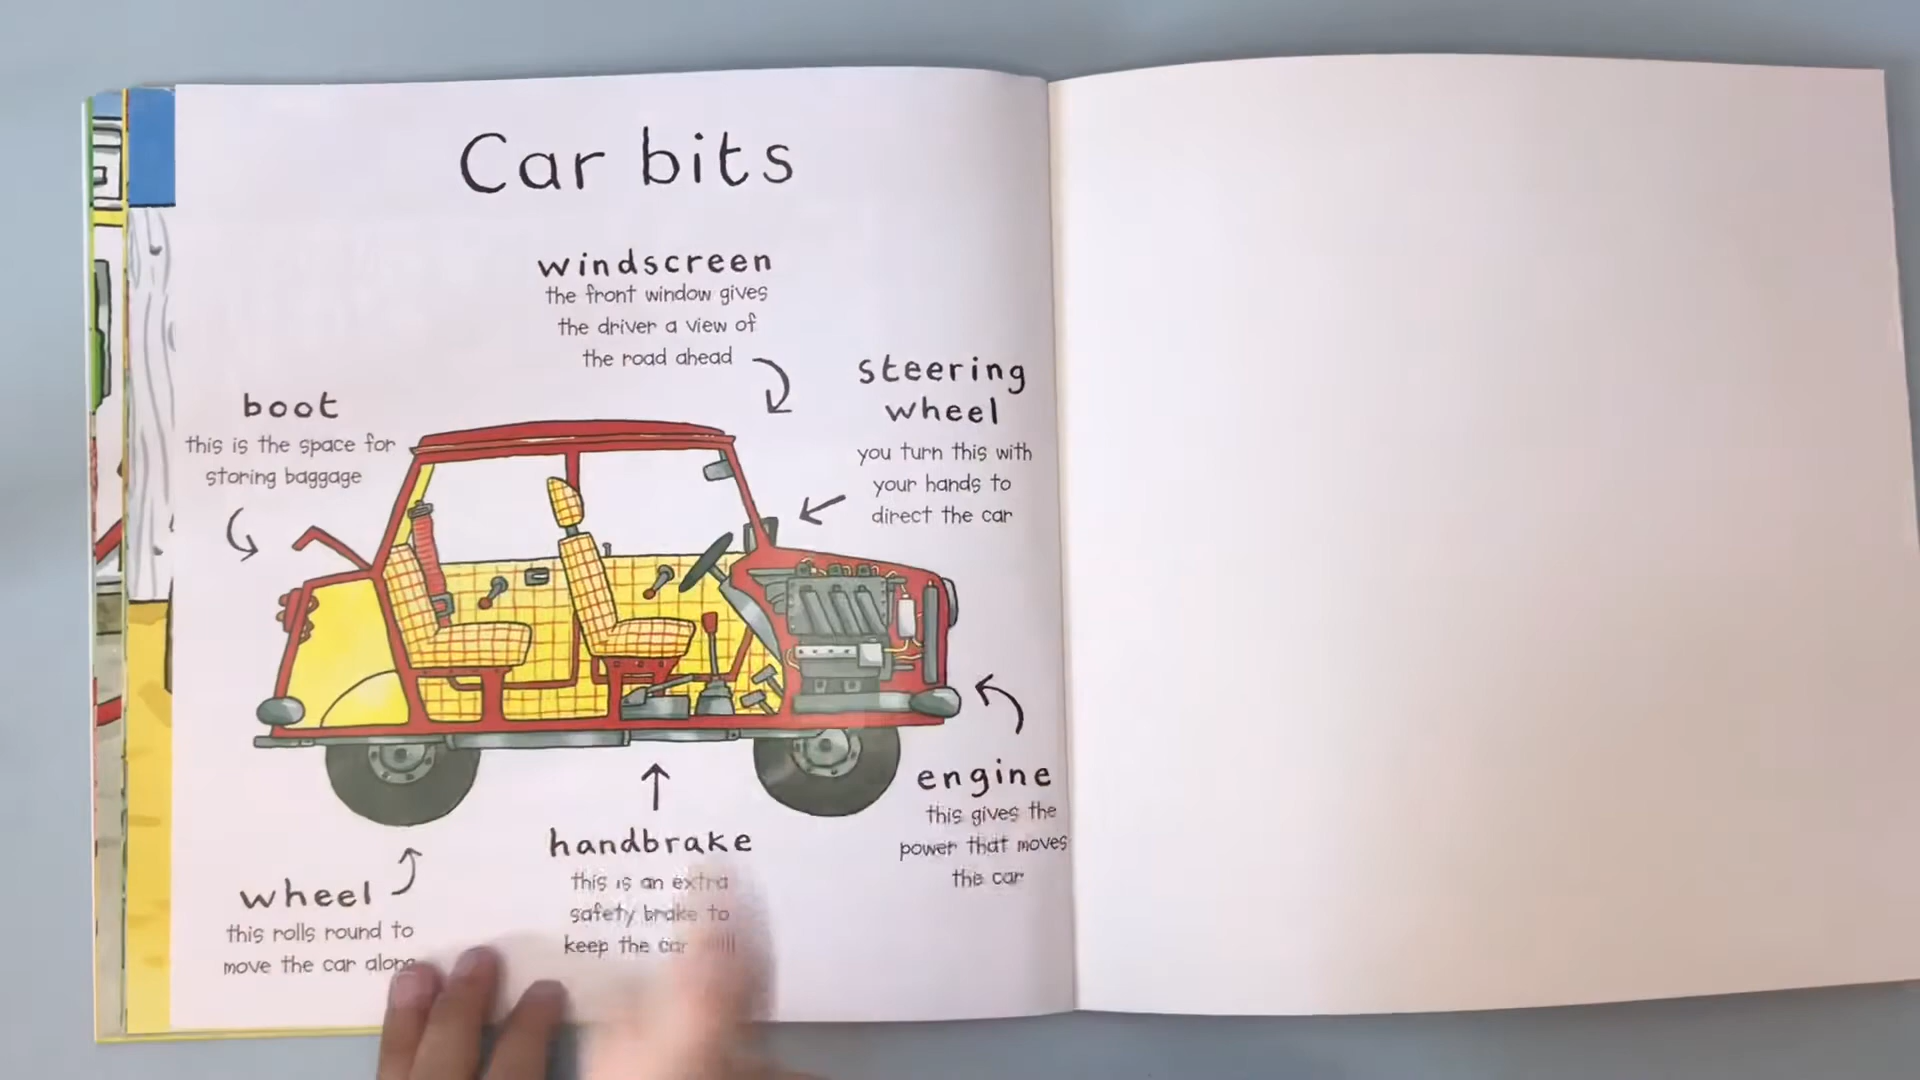 Car bits
windscreen
the front window gives
the driver a view of
the road ahead
steering
wheel
you turn this with
your hands to
direct the car
boot
this is the space for
storing baggage
engine
this gives the
power that moves
the car
handbrake
this is an extra
safety brake to
keep the car
wheel
this rolls round to
move the car along